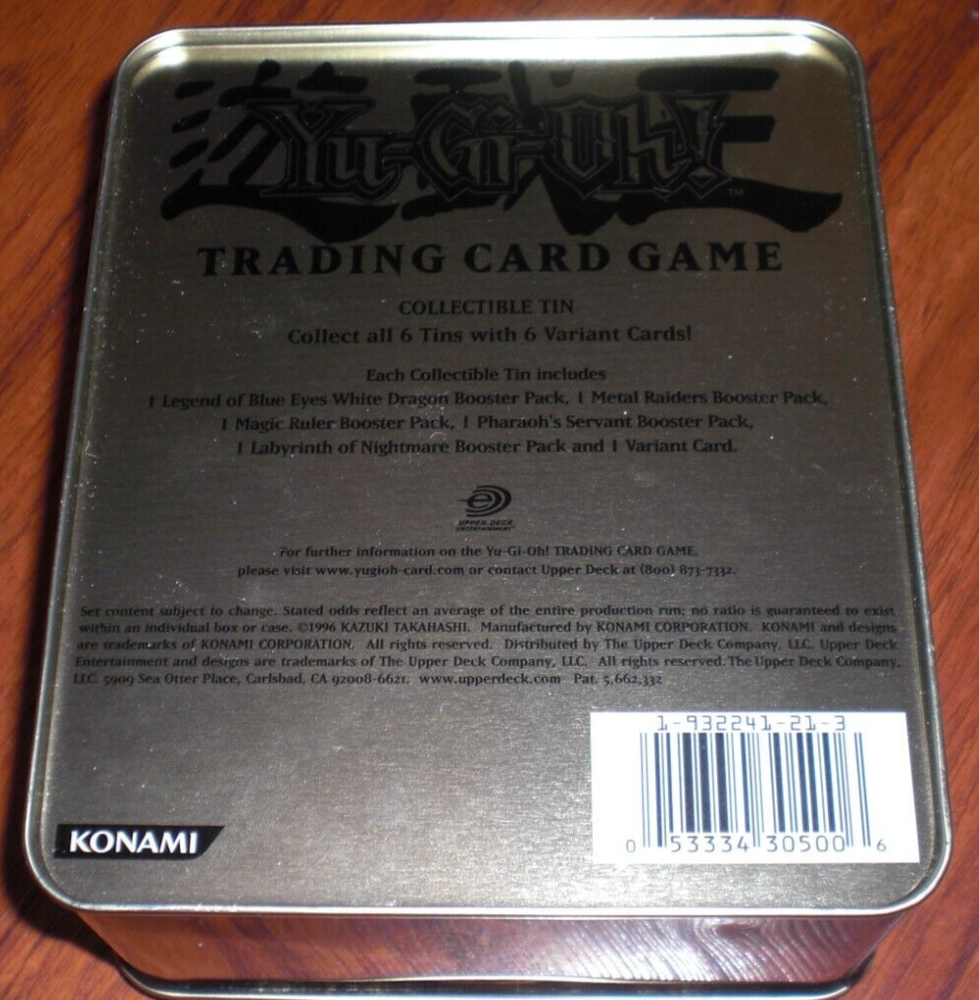 遊戯王
Yu-Gi-Oh!
TM
TRADING CARD GAME
COLLECTIBLE TIN
Collect all 6 Tins with 6 Variant Cards!
Each Collectible Tin includes
1 Legend of Blue Eyes White Dragon Booster Pack, 1 Metal Raiders Booster Pack,
1 Magic Ruler Booster Pack, 1 Pharaoh's Servant Booster Pack,
1 Labyrinth of Nightmare Booster Pack and 1 Variant Card.
UPPER DECK
ENTERTAINMENT
For further information on the Yu-Gi-Oh! TRADING CARD GAME,
please visit www.yugioh-card.com or contact Upper Deck at (800) 873-7332.
Set content subject to change. Stated odds reflect an average of the entire production run; no ratio is guaranteed to exist
within an individual box or case. ©1996 KAZUKI TAKAHASHI. Manufactured by KONAMI CORPORATION. KONAMI and designs
are trademarks of KONAMI CORPORATION. All rights reserved. Distributed by The Upper Deck Company, LLC. Upper Deck
Entertainment and designs are trademarks of The Upper Deck Company, LLC. All rights reserved. The Upper Deck Company,
LLC. 5909 Sea Otter Place, Carlsbad, CA 92008-6621. www.upperdeck.com Pat. 5,662,332
1-932241-21-3
0 53334 30500 6
KONAMI